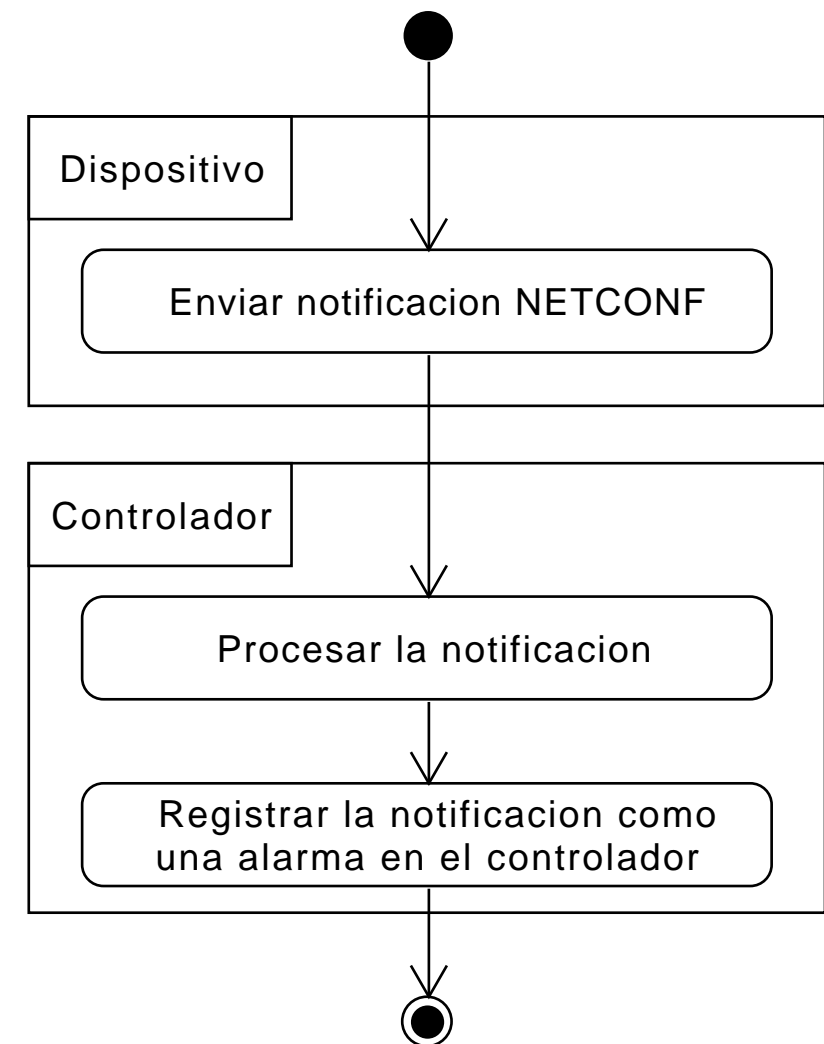 Dispositivo
Enviar notificacion NETCONF
Controlador
Procesar la notificacion
Registrar la notificacion como
una alarma en el controlador